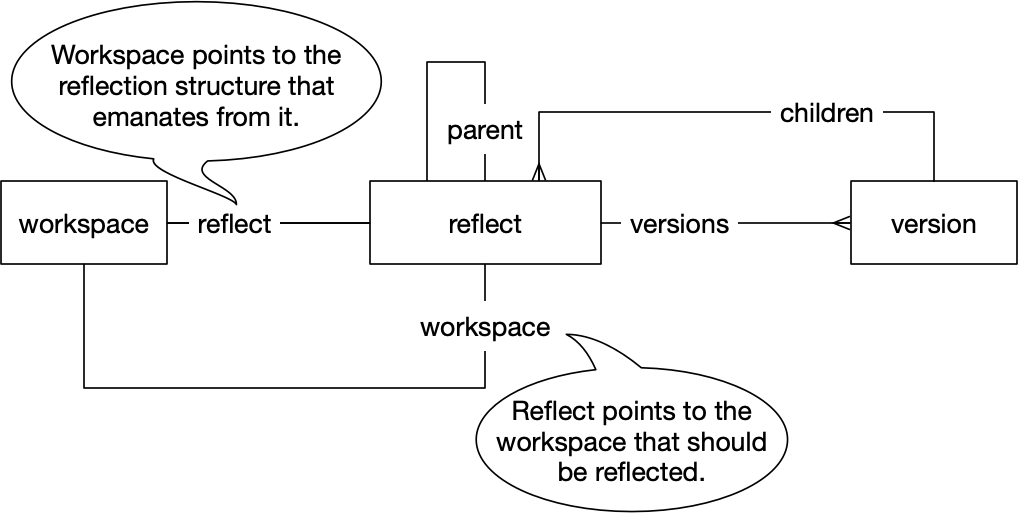 Workspace points to the
reflection structure that
emanates from it.
children
parent
workspace
reflect
reflect
versions
version
workspace
Reflect points to the
workspace that should
be reflected.